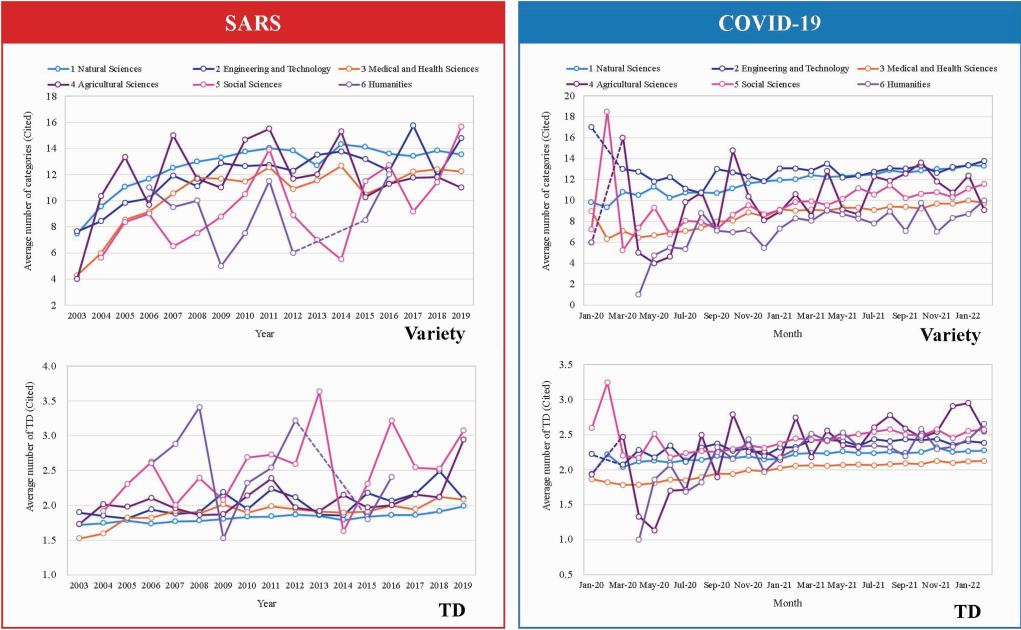 SARS
1 Natural Sciences 2 Engineering and Technology 3 Medical and Health Sciences
4 Agricultural Sciences 5 Social Sciences 6 Humanities
Average number of categories (Cited)
18
16
14
12
10
8
6
4
2
2003 2004 2005 2006 2007 2008 2009 2010 2011 2012 2013 2014 2015 2016 2017 2018 2019
Year
Variety
Average number of TD (Cited)
4.0
3.5
3.0
2.5
2.0
1.5
1.0
2003 2004 2005 2006 2007 2008 2009 2010 2011 2012 2013 2014 2015 2016 2017 2018 2019
Year
TD
COVID-19
1 Natural Sciences 2 Engineering and Technology 3 Medical and Health Sciences
4 Agricultural Sciences 5 Social Sciences 6 Humanities
Average number of categories (Cited)
20
18
16
14
12
10
8
6
4
2
0
Jan-20 Mar-20 May-20 Jul-20 Sep-20 Nov-20 Jan-21 Mar-21 May-21 Jul-21 Sep-21 Nov-21 Jan-22
Month
Variety
Average number of TD (Cited)
3.5
3.0
2.5
2.0
1.5
1.0
0.5
Jan-20 Mar-20 May-20 Jul-20 Sep-20 Nov-20 Jan-21 Mar-21 May-21 Jul-21 Sep-21 Nov-21 Jan-22
Month
TD